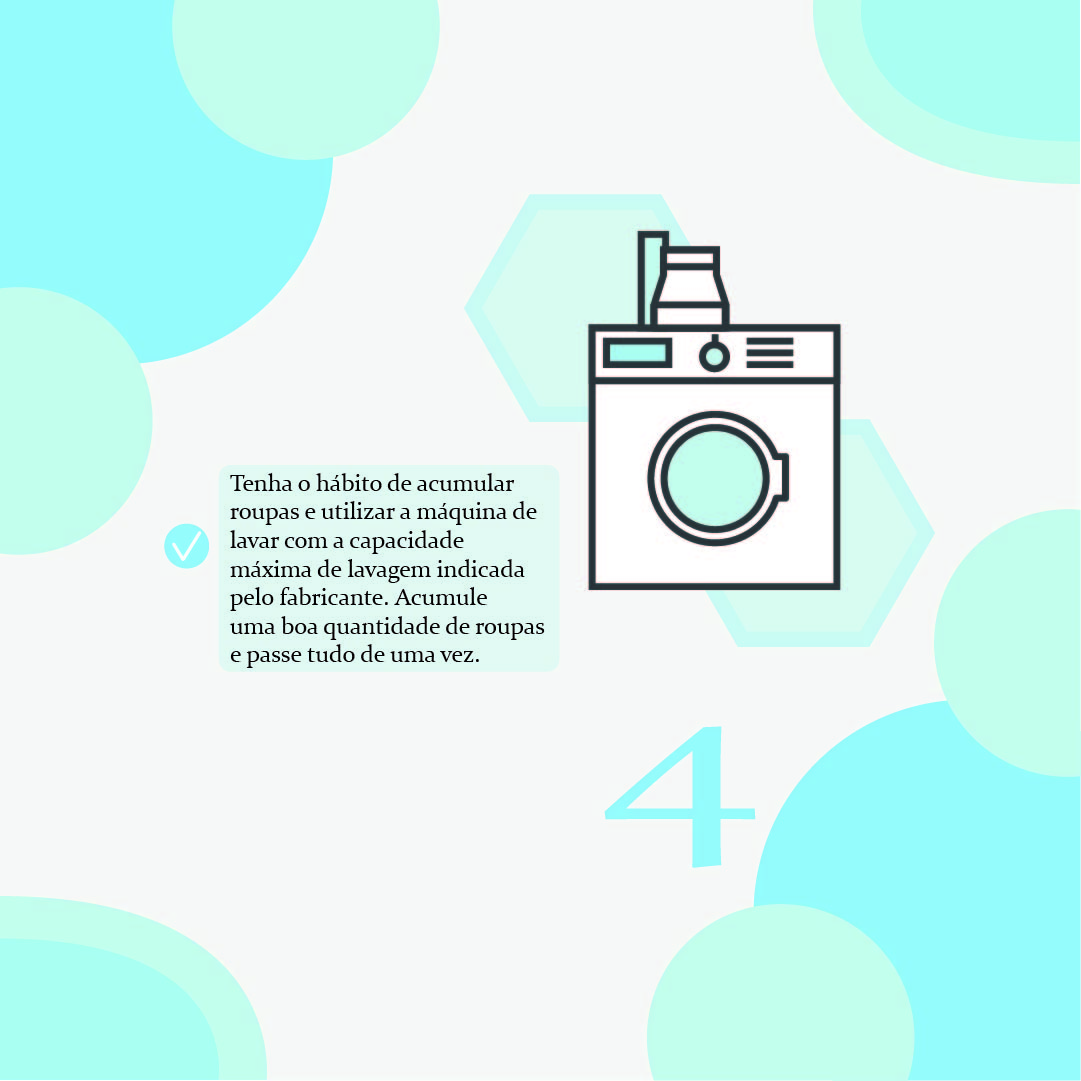 Tenha o hábito de acumular
roupas e utilizar a máquina de
lavar com a capacidade
máxima de lavagem indicada
pelo fabricante. Acumule
uma boa quantidade de roupas
e passe tudo de uma vez.
4